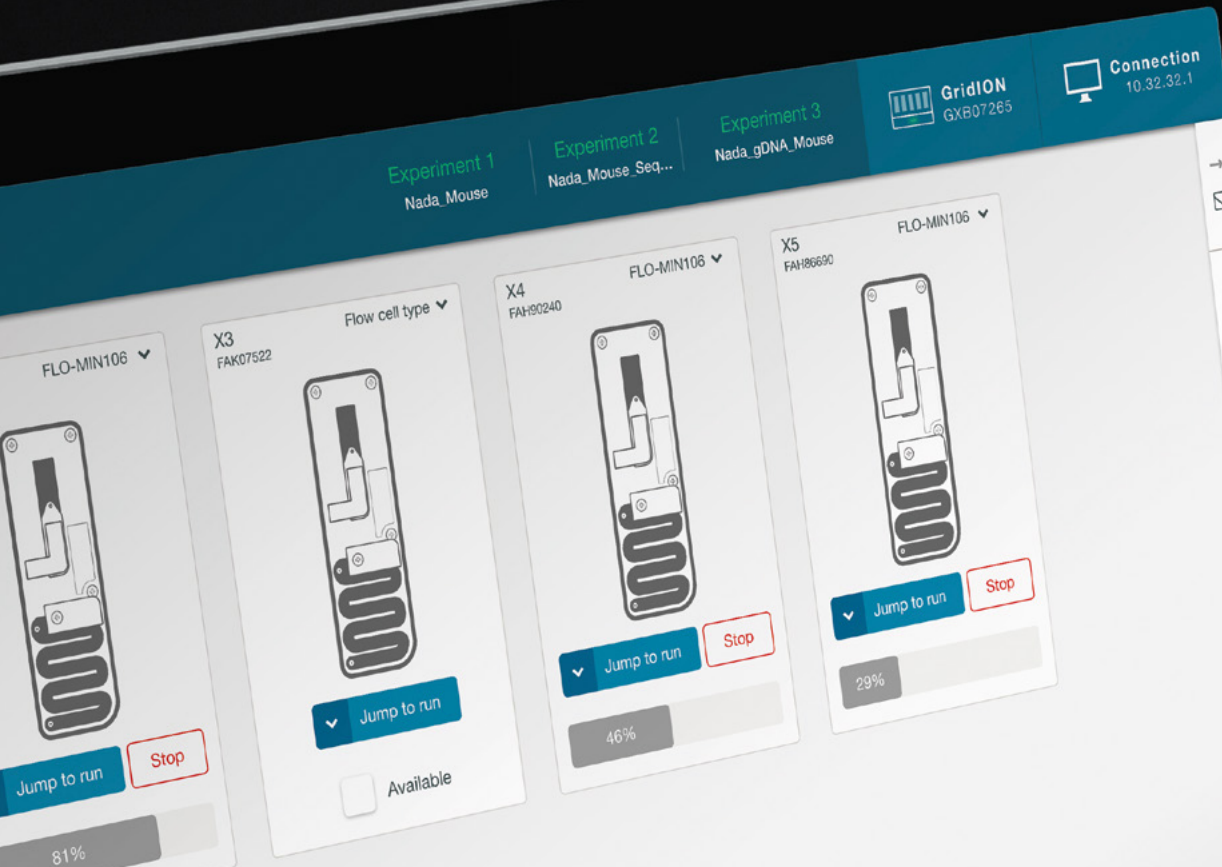 Experiment 1
Nada_Mouse
Experiment 2
Nada_Mouse_Seq...
Experiment 3
Nada_gDNA_Mouse
GridION
GXB07265
Connection
10.32.32.1
FLO-MIN106
Jump to run
Stop
81%
X3
FAK07522
Flow cell type
Jump to run
Available
X4
FAH90240
FLO-MIN106
Jump to run
Stop
46%
X5
FAH86690
FLO-MIN106
Jump to run
Stop
29%